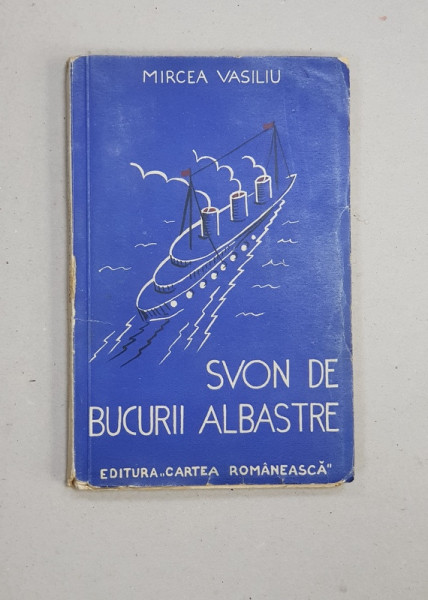 MIRCEA VASILIU
SVON DE
BUCURII ALBASTRE
EDITURA „CARTEA ROMÂNEASCĂ"